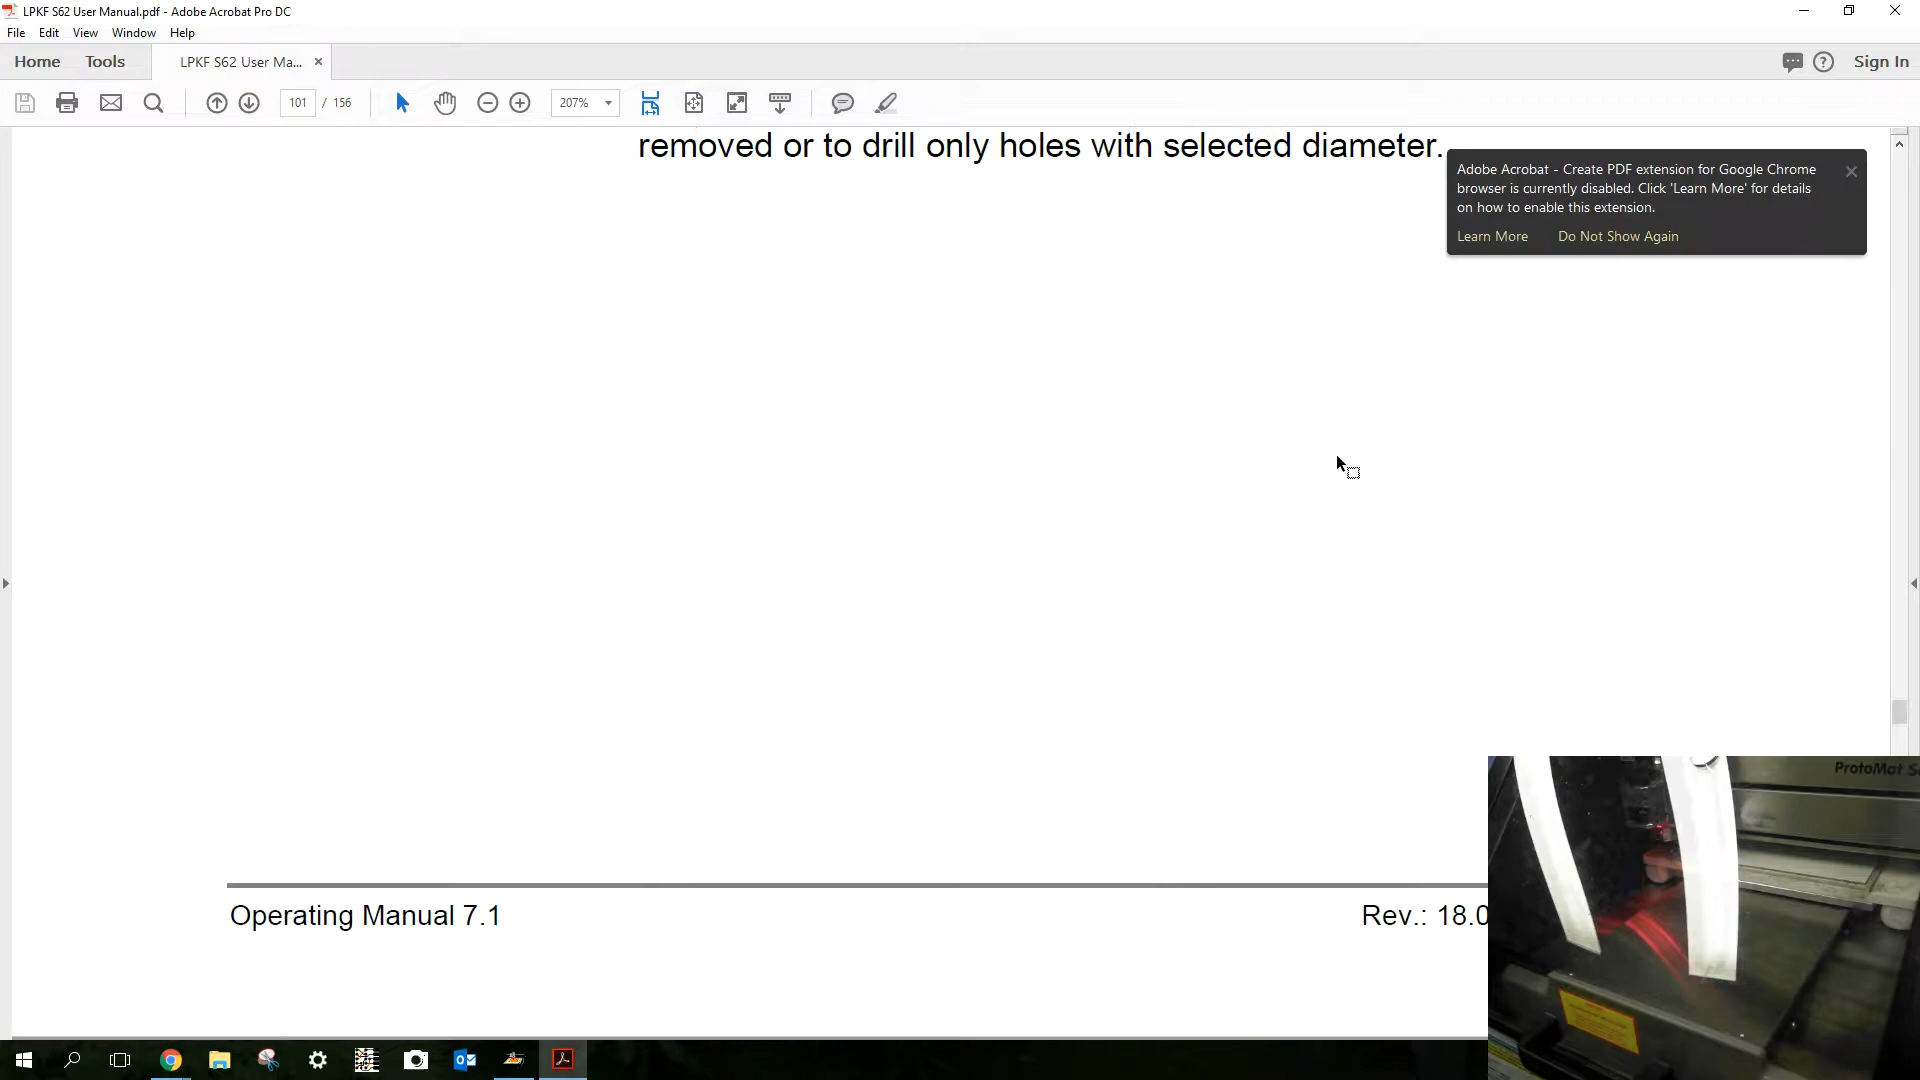 LPKF S62 User Manual.pdf - Adobe Acrobat Pro DC
File Edit View Window Help
Home Tools LPKF S62 User Ma... Sign In
101 / 156 207%
removed or to drill only holes with selected diameter.
Adobe Acrobat - Create PDF extension for Google Chrome
browser is currently disabled. Click 'Learn More' for details
on how to enable this extension.
Learn More Do Not Show Again
ProtoMat S
Operating Manual 7.1 Rev.: 18.0